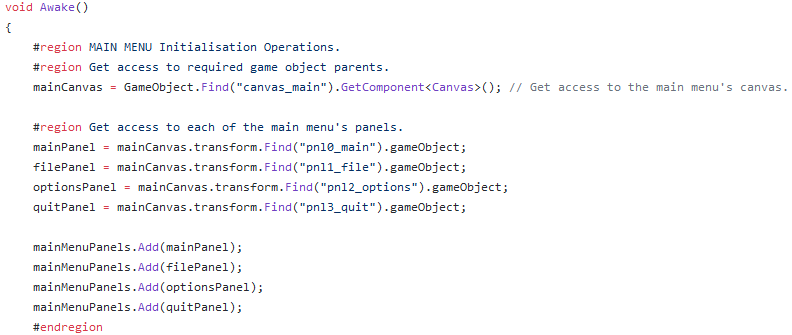 void Awake()
{
    #region MAIN MENU Initialisation Operations.
    #region Get access to required game object parents.
    mainCanvas = GameObject.Find("canvas_main").GetComponent<Canvas>(); // Get access to the main menu's canvas.

    #region Get access to each of the main menu's panels.
    mainPanel = mainCanvas.transform.Find("pnl0_main").gameObject;
    filePanel = mainCanvas.transform.Find("pnl1_file").gameObject;
    optionsPanel = mainCanvas.transform.Find("pnl2_options").gameObject;
    quitPanel = mainCanvas.transform.Find("pnl3_quit").gameObject;

    mainMenuPanels.Add(mainPanel);
    mainMenuPanels.Add(filePanel);
    mainMenuPanels.Add(optionsPanel);
    mainMenuPanels.Add(quitPanel);
    #endregion